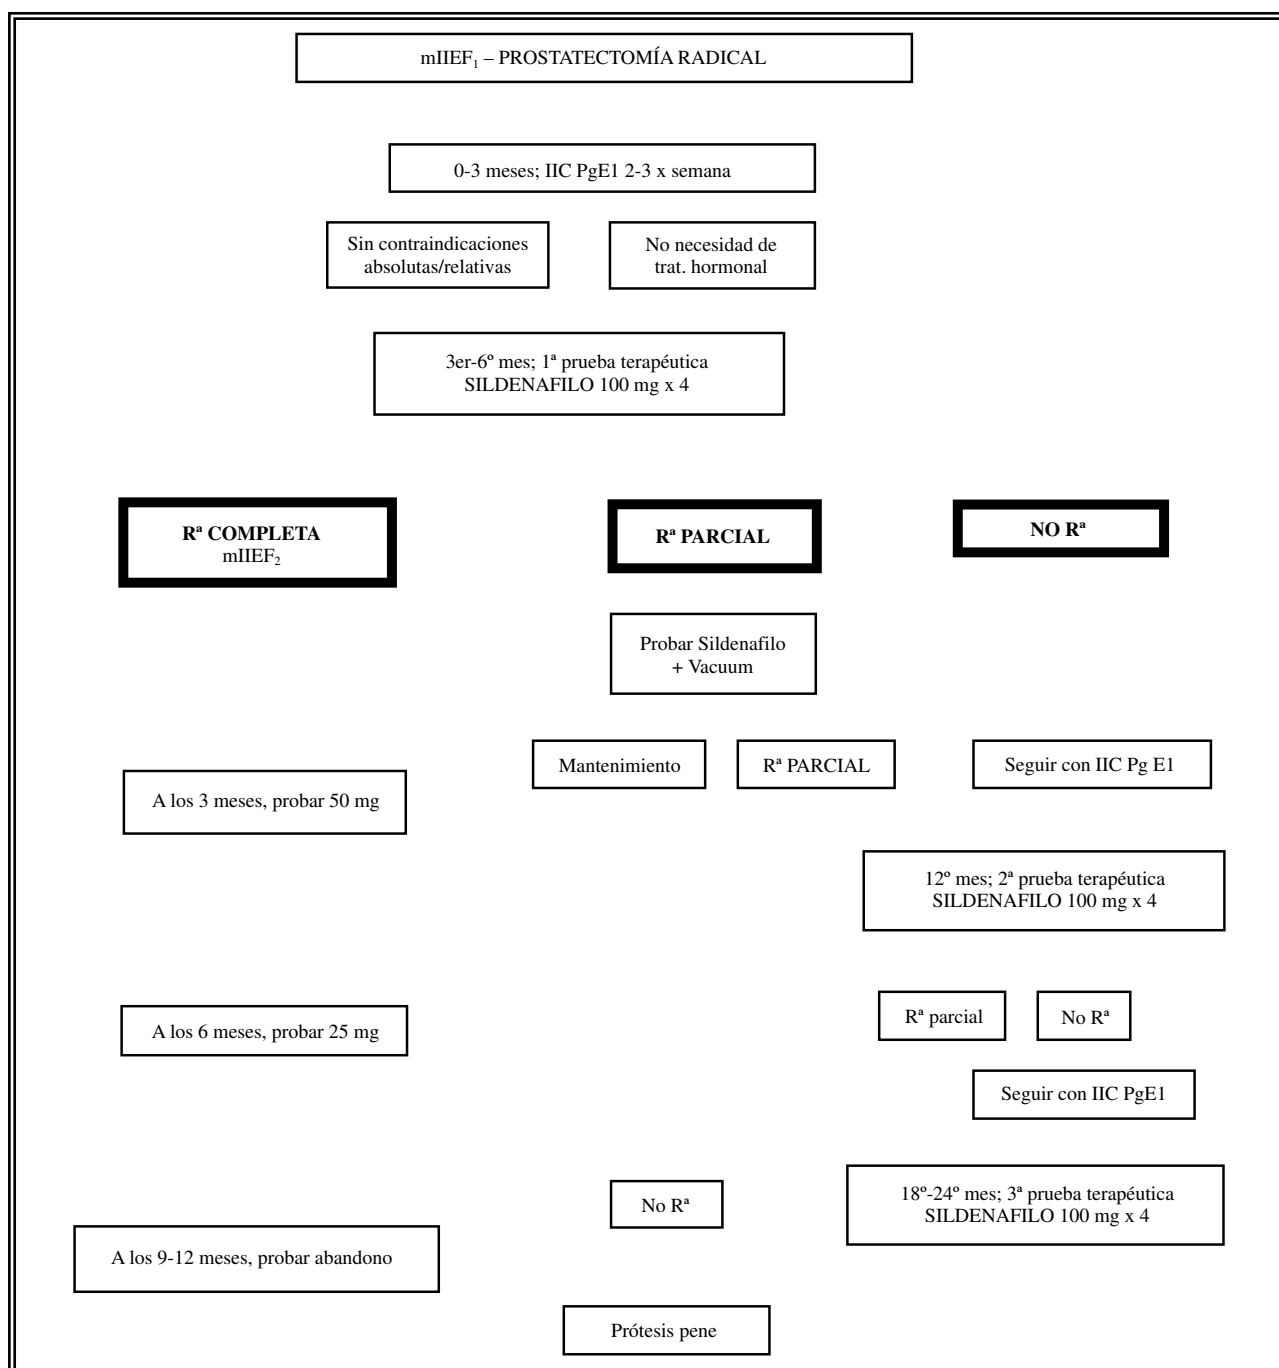 mIIEF₁ – PROSTATECTOMÍA RADICAL
0-3 meses; IIC PgE1 2-3 x semana
Sin contraindicaciones
absolutas/relativas
No necesidad de
trat. hormonal
3er-6º mes; 1ª prueba terapéutica
SILDENAFILO 100 mg x 4
Rª COMPLETA
mIIEF₂
Rª PARCIAL
NO Rª
Probar Sildenafilo
+ Vacuum
Mantenimiento
Rª PARCIAL
Seguir con IIC Pg E1
A los 3 meses, probar 50 mg
12º mes; 2ª prueba terapéutica
SILDENAFILO 100 mg x 4
A los 6 meses, probar 25 mg
Rª parcial
No Rª
Seguir con IIC PgE1
No Rª
18º-24º mes; 3ª prueba terapéutica
SILDENAFILO 100 mg x 4
A los 9-12 meses, probar abandono
Prótesis pene